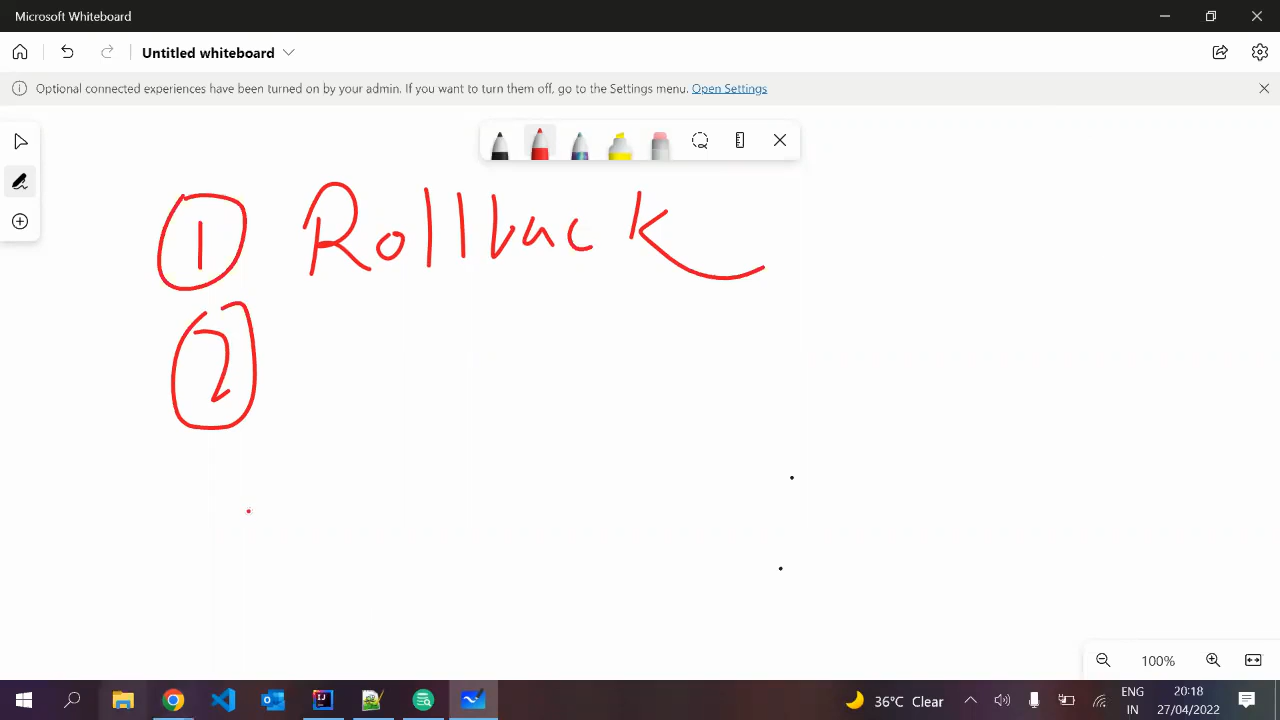 Microsoft Whiteboard
Untitled whiteboard
Optional connected experiences have been turned on by your admin. If you want to turn them off, go to the Settings menu. Open Settings
1 Rollback
2
100%
36°C Clear
ENG
IN
20:18
27/04/2022